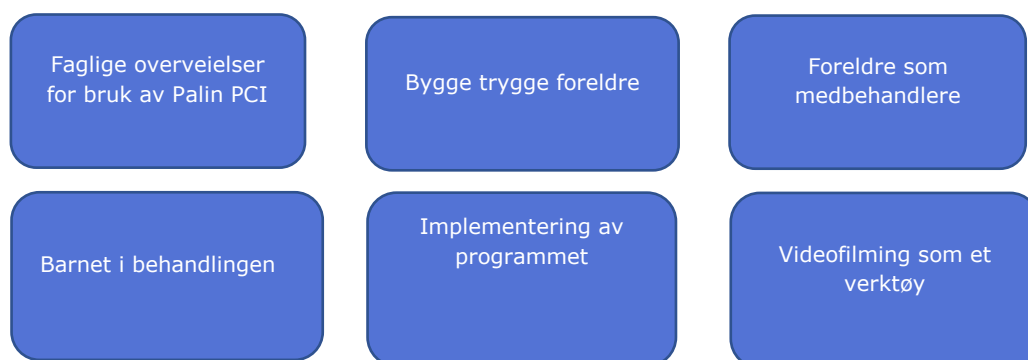 Faglige overveielser
for bruk av Palin PCI
Bygge trygge foreldre
Foreldre som
medbehandlere
Barnet i behandlingen
Implementering av
programmet
Videofilming som et
verktøy